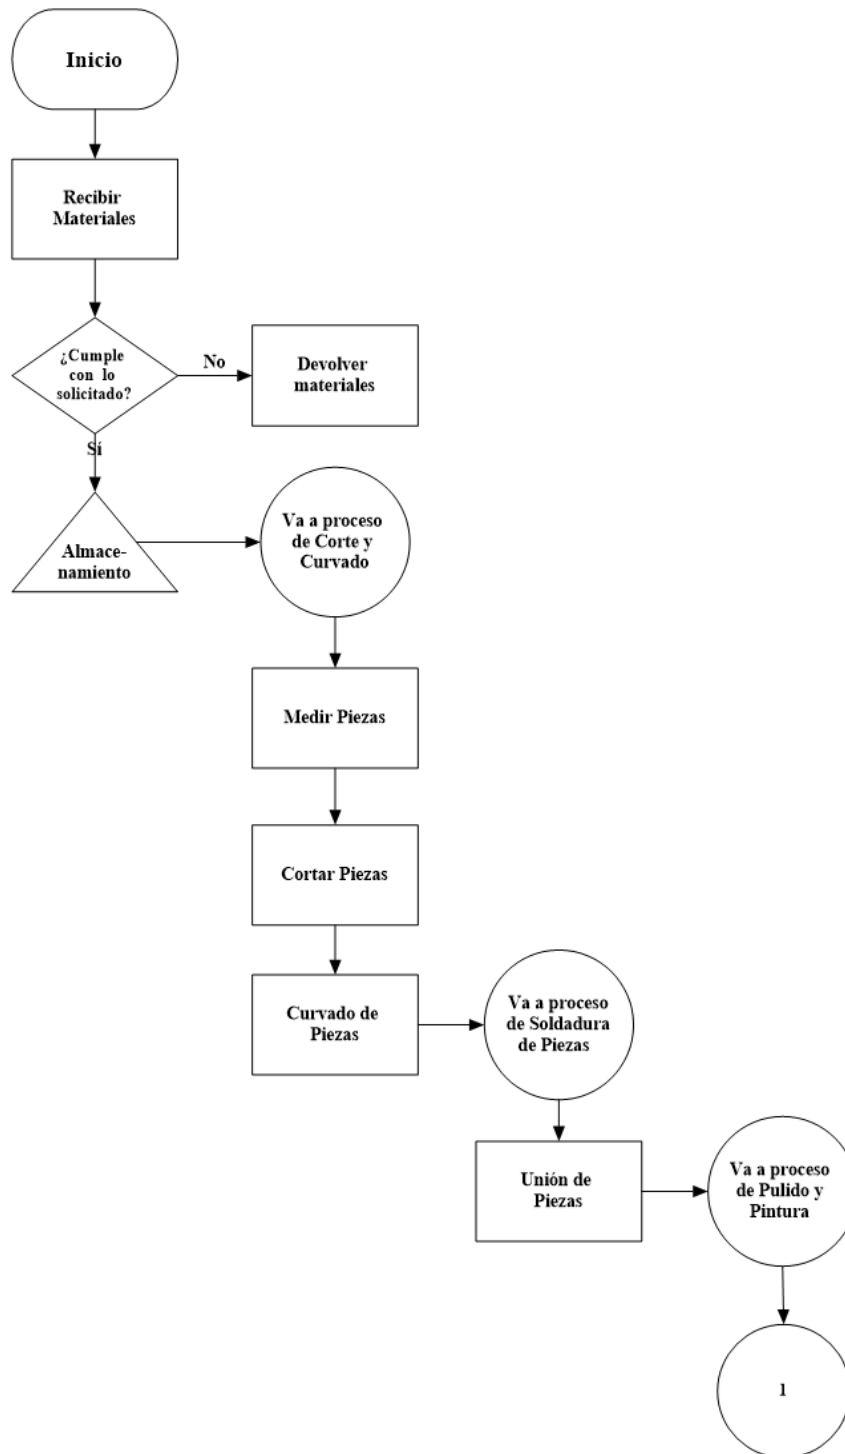 Inicio
Recibir
Materiales
¿Cumple
con lo
solicitado?
No
Devolver
materiales
Sí
Almace-
namiento
Va a proceso
de Corte y
Curvado
Medir Piezas
Cortar Piezas
Curvado de
Piezas
Va a proceso
de Soldadura
de Piezas
Unión de
Piezas
Va a proceso
de Pulido y
Pintura
1